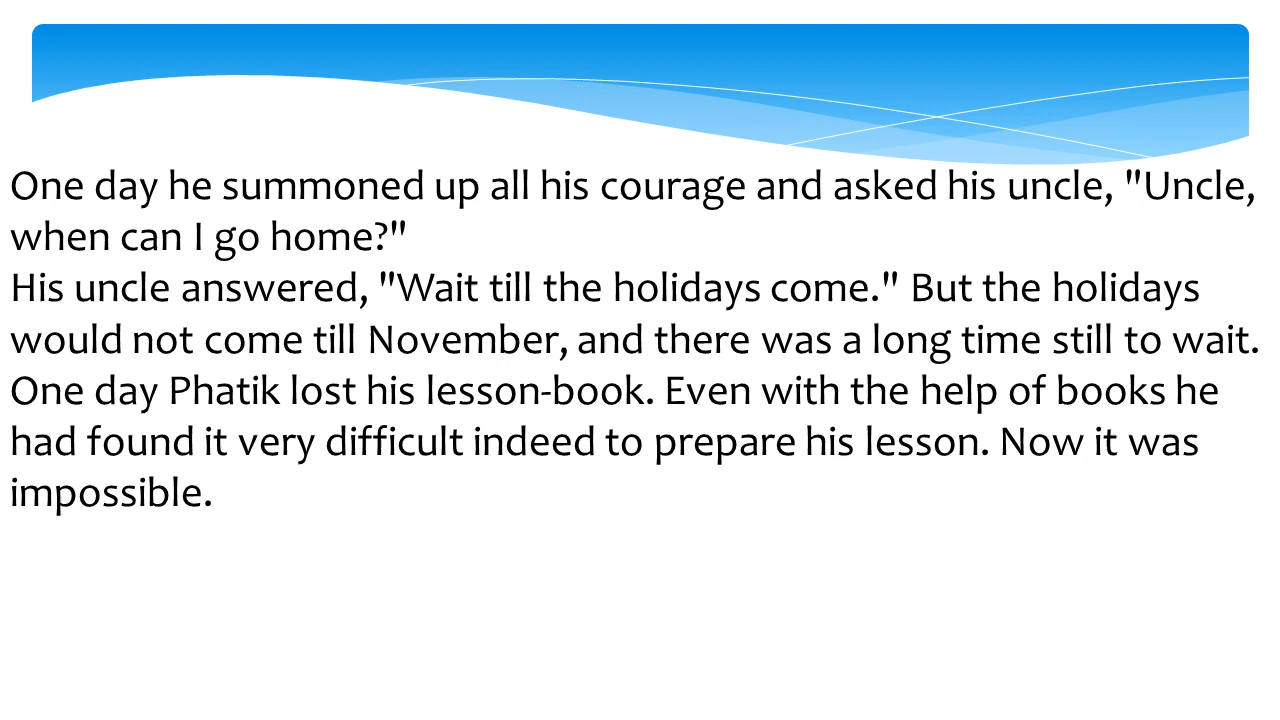 One day he summoned up all his courage and asked his uncle, "Uncle,
when can I go home?"
His uncle answered, "Wait till the holidays come." But the holidays
would not come till November, and there was a long time still to wait.
One day Phatik lost his lesson-book. Even with the help of books he
had found it very difficult indeed to prepare his lesson. Now it was
impossible.